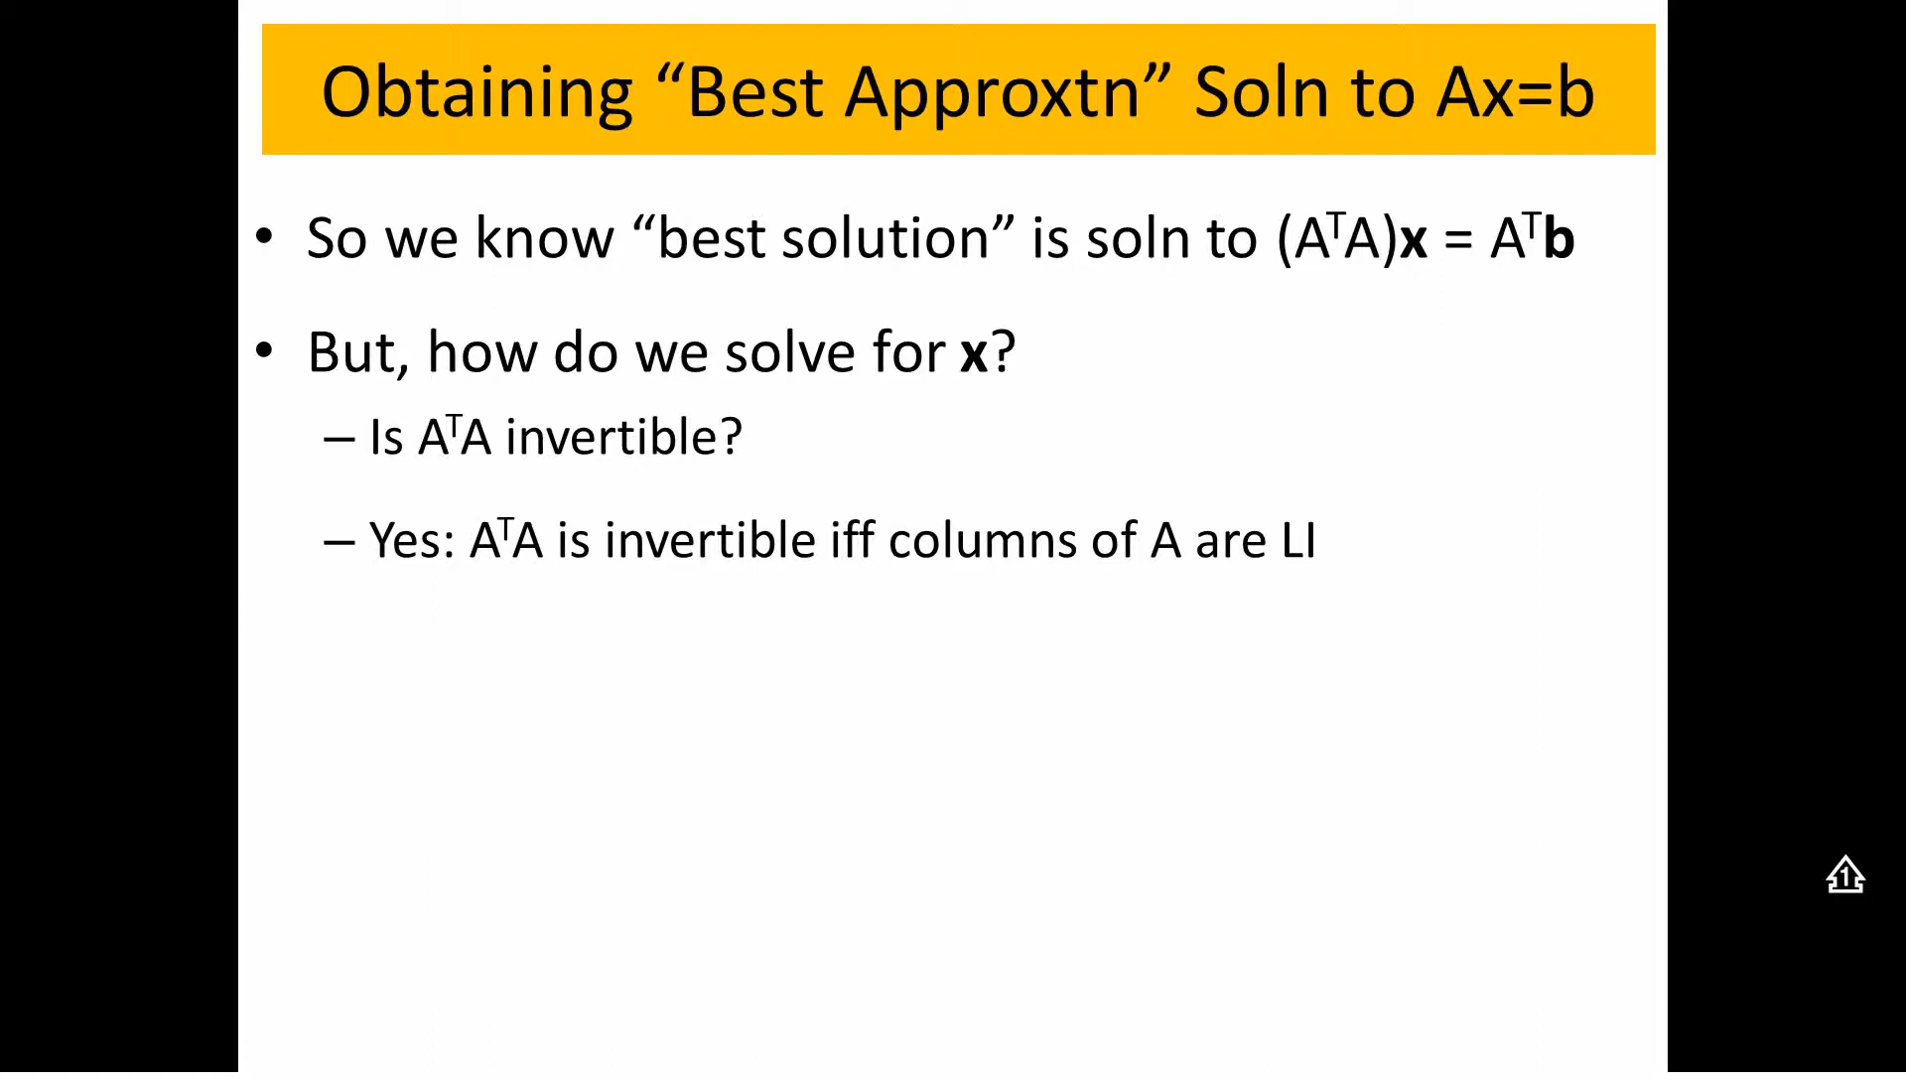 Obtaining “Best Approxtn” Soln to Ax=b
• So we know “best solution” is soln to (AᵀA)x = Aᵀb
• But, how do we solve for x?
– Is AᵀA invertible?
– Yes: AᵀA is invertible iff columns of A are LI
1